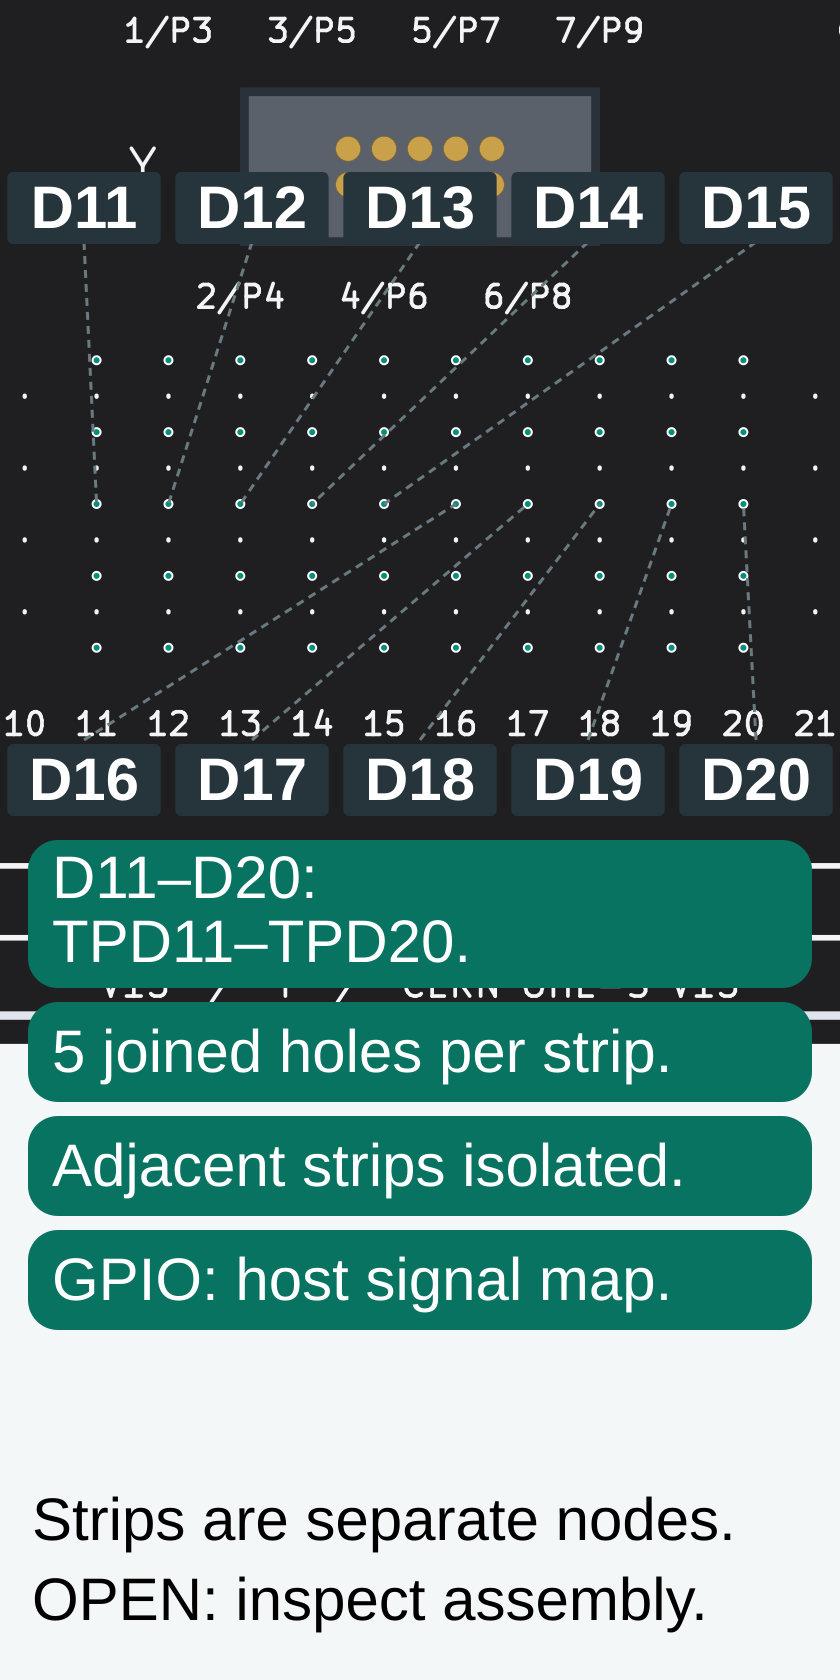 1/P3 3/P5 5/P7 7/P9
Y
D11 D12 D13 D14 D15
2/P4 4/P6 6/P8
10 11 12 13 14 15 16 17 18 19 20 21
D16 D17 D18 D19 D20
D11–D20:
TPD11–TPD20.
5 joined holes per strip.
Adjacent strips isolated.
GPIO: host signal map.
Strips are separate nodes.
OPEN: inspect assembly.